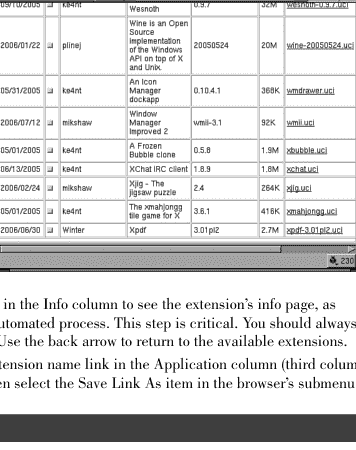 09/10/2005 ke4nt Wesnoth 0.9.7 32M wesnoth-0.9.7.uci
2006/01/22 plinej Wine is an Open Source implementation of the Windows API on top of X and Unix. 20050524 20M wine-20050524.uci
05/31/2005 ke4nt An Icon Manager dockapp 0.10.4.1 368K wmdrawer.uci
2006/07/12 mikshaw Window Manager Improved 2 wmii-3.1 92K wmii.uci
05/01/2005 ke4nt A Frozen Bubble clone 0.5.8 1.9M xbubble.uci
06/13/2005 ke4nt XChat IRC client 1.8.9 1.8M xchat.uci
2006/02/24 mikshaw Xjig - The jigsaw puzzle 2.4 264K xjig.uci
05/01/2005 ke4nt The xmahjongg tile game for X 3.6.1 416K xmahjongg.uci
2006/06/30 Winter Xpdf 3.01pl2 2.7M xpdf-3.01pl2.uci
230
in the Info column to see the extension's info page, as
utomated process. This step is critical. You should always
Use the back arrow to return to the available extensions.
tension name link in the Application column (third colum
en select the Save Link As item in the browser's submenu